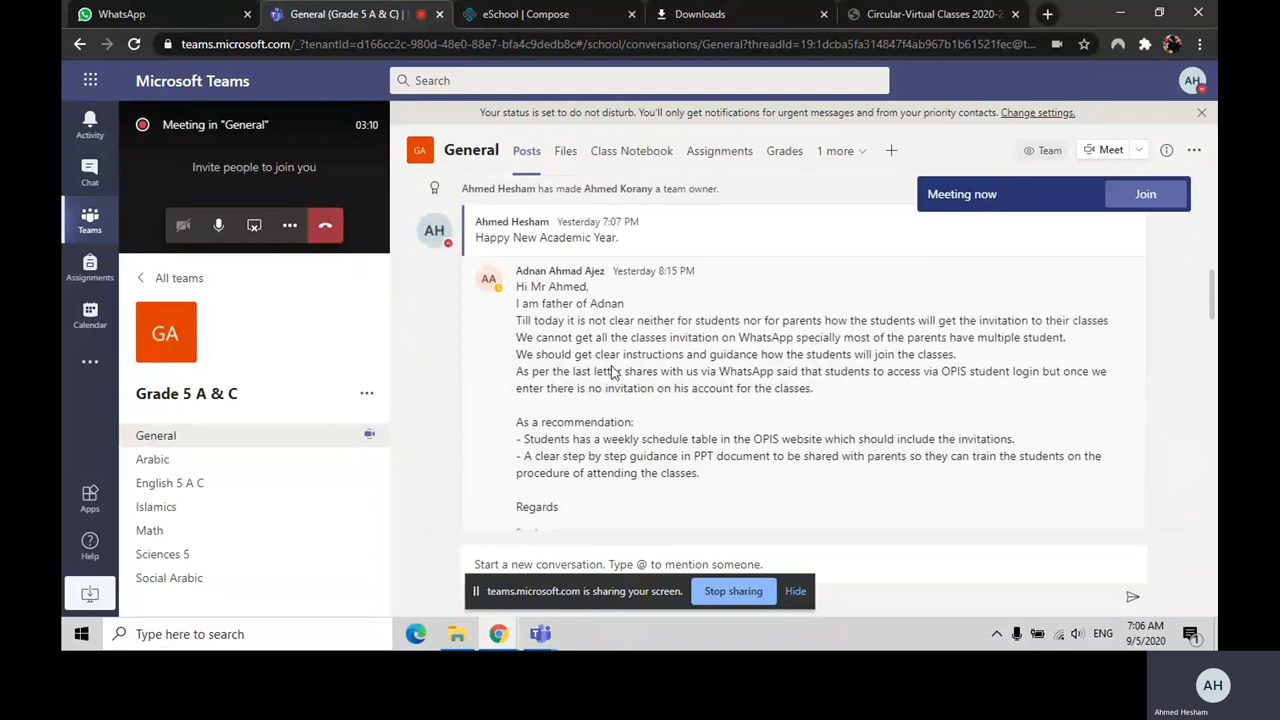 WhatsApp
General (Grade 5 A & C) |
eSchool | Compose
Downloads
Circular-Virtual Classes 2020-2
teams.microsoft.com/_?tenantId=d166cc2c-980d-48e0-88e7-bfa4c9dedb8c#/school/conversations/General?threadId=19:1dcba5fa314847f4ab967b1b61521fec@t...
Microsoft Teams
Search
AH
Your status is set to do not disturb. You'll only get notifications for urgent messages and from your priority contacts. Change settings.
Activity
Chat
Teams
Assignments
Calendar
Apps
Help
Meeting in "General"
03:10
Invite people to join you
All teams
GA
Grade 5 A & C
General
Arabic
English 5 A C
Islamics
Math
Sciences 5
Social Arabic
GA
General
Posts
Files
Class Notebook
Assignments
Grades
1 more
Team
Meet
Meeting now
Join
Ahmed Hesham has made Ahmed Korany a team owner.
AH
Ahmed Hesham Yesterday 7:07 PM
Happy New Academic Year.
AA
Adnan Ahmad Ajez Yesterday 8:15 PM
Hi Mr Ahmed,
I am father of Adnan
Till today it is not clear neither for students nor for parents how the students will get the invitation to their classes
We cannot get all the classes invitation on WhatsApp specially most of the parents have multiple student.
We should get clear instructions and guidance how the students will join the classes.
As per the last letter shares with us via WhatsApp said that students to access via OPIS student login but once we
enter there is no invitation on his account for the classes.
As a recommendation:
- Students has a weekly schedule table in the OPIS website which should include the invitations.
- A clear step by step guidance in PPT document to be shared with parents so they can train the students on the
procedure of attending the classes.
Regards
Start a new conversation. Type @ to mention someone.
teams.microsoft.com is sharing your screen.
Stop sharing
Hide
Type here to search
ENG
7:06 AM
9/5/2020
1
AH
Ahmed Hesham